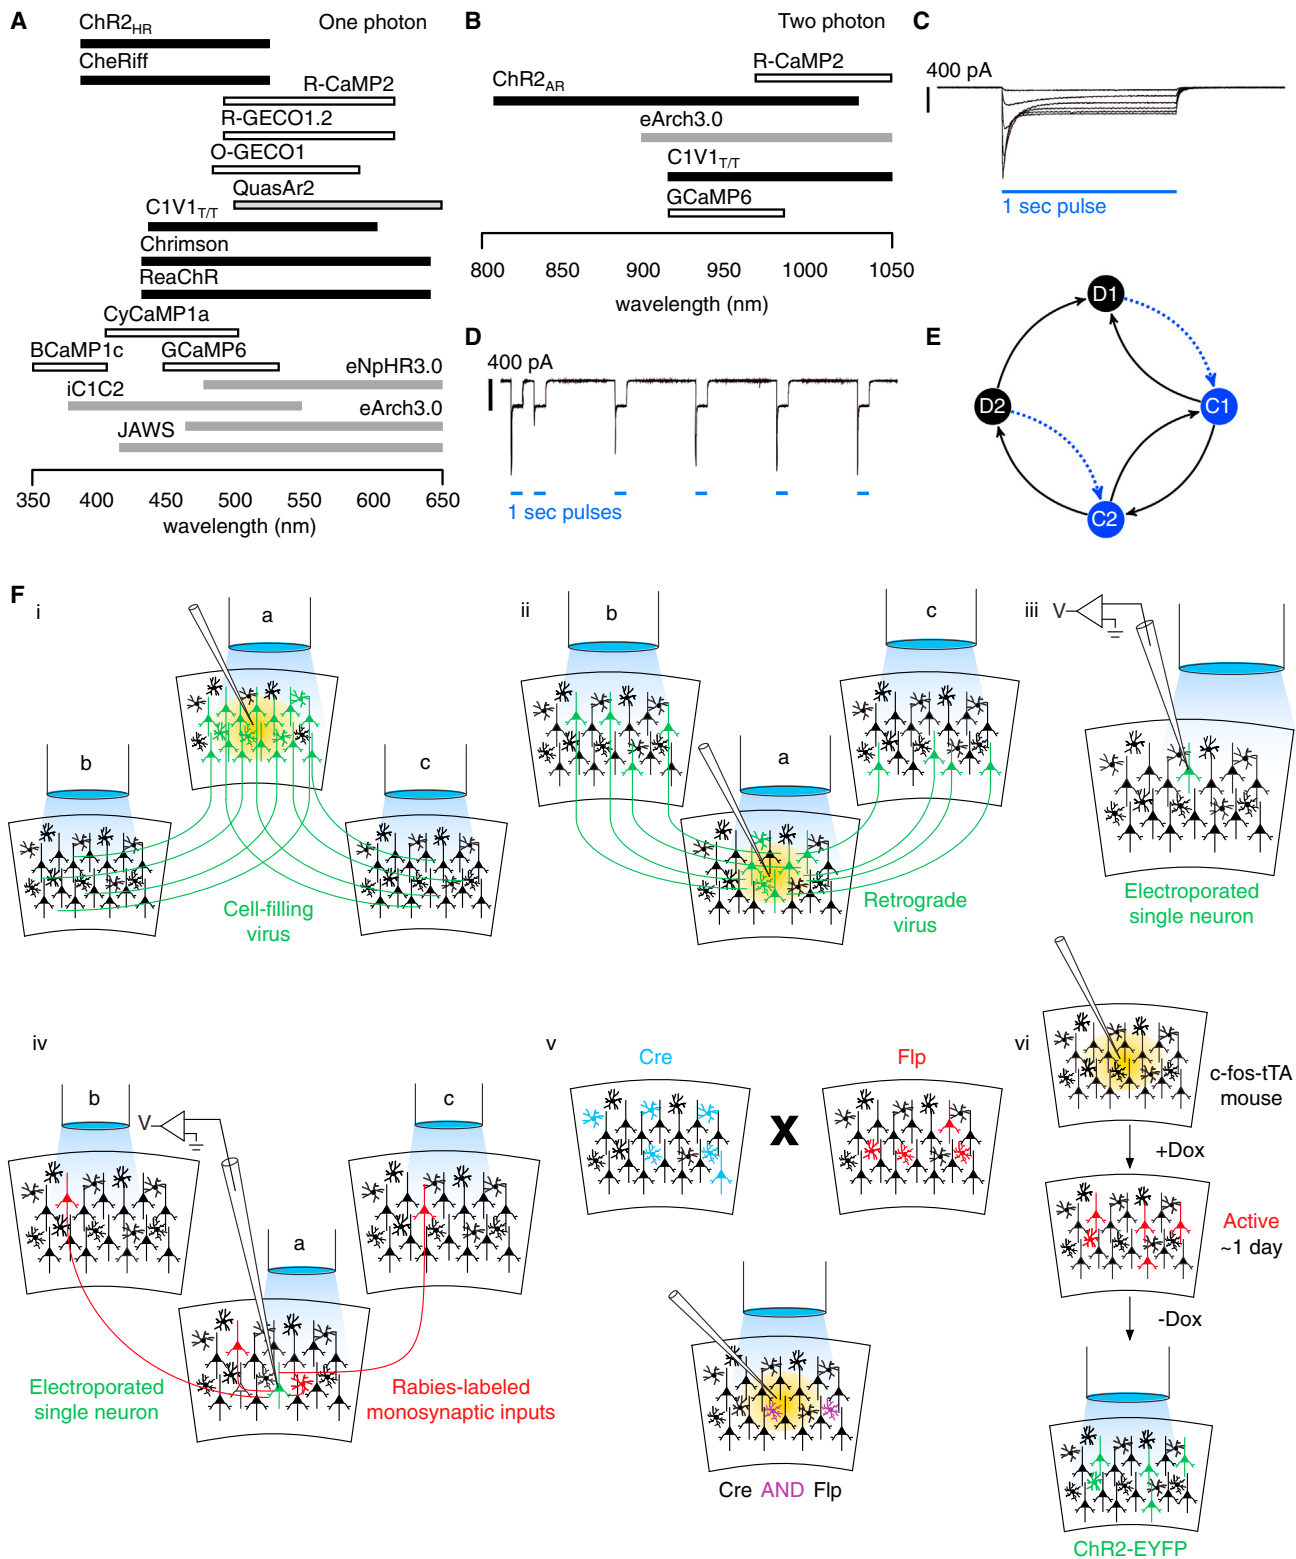 A
ChR2HR
One photon
CheRiff
R-CaMP2
R-GECO1.2
O-GECO1
QuasAr2
C1V1T/T
Chrimson
ReaChR
CyCaMP1a
BCaMP1c
GCaMP6
eNpHR3.0
iC1C2
eArch3.0
JAWS
350 400 450 500 550 600 650
wavelength (nm)
B
Two photon
R-CaMP2
ChR2AR
eArch3.0
C1V1T/T
GCaMP6
800 850 900 950 1000 1050
wavelength (nm)
C
400 pA
1 sec pulse
D
400 pA
1 sec pulses
E
D1
D2
C1
C2
F
i
a
b
c
Cell-filling
virus
ii
b
c
a
Retrograde
virus
iii
V
Electroporated
single neuron
iv
b
V
c
a
Electroporated
single neuron
Rabies-labeled
monosynaptic inputs
v
Cre
Flp
X
Cre AND Flp
vi
c-fos-tTA
mouse
+Dox
Active
~1 day
-Dox
ChR2-EYFP